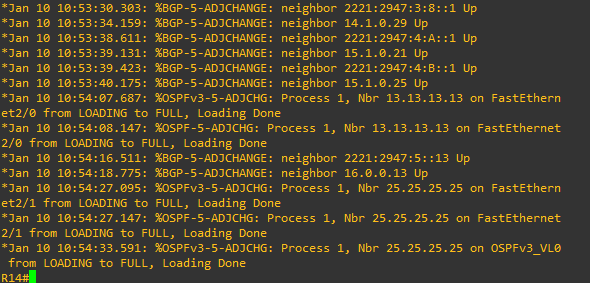 *Jan 10 10:53:30.303: %BGP-5-ADJCHANGE: neighbor 2221:2947:3:8::1 Up
*Jan 10 10:53:34.159: %BGP-5-ADJCHANGE: neighbor 14.1.0.29 Up
*Jan 10 10:53:38.611: %BGP-5-ADJCHANGE: neighbor 2221:2947:4:A::1 Up
*Jan 10 10:53:39.131: %BGP-5-ADJCHANGE: neighbor 15.1.0.21 Up
*Jan 10 10:53:39.423: %BGP-5-ADJCHANGE: neighbor 2221:2947:4:B::1 Up
*Jan 10 10:53:40.175: %BGP-5-ADJCHANGE: neighbor 15.1.0.25 Up
*Jan 10 10:54:07.687: %OSPFv3-5-ADJCHG: Process 1, Nbr 13.13.13.13 on FastEthern
et2/0 from LOADING to FULL, Loading Done
*Jan 10 10:54:08.147: %OSPF-5-ADJCHG: Process 1, Nbr 13.13.13.13 on FastEthernet
2/0 from LOADING to FULL, Loading Done
*Jan 10 10:54:16.511: %BGP-5-ADJCHANGE: neighbor 2221:2947:5::13 Up
*Jan 10 10:54:18.775: %BGP-5-ADJCHANGE: neighbor 16.0.0.13 Up
*Jan 10 10:54:27.095: %OSPFv3-5-ADJCHG: Process 1, Nbr 25.25.25.25 on FastEthern
et2/1 from LOADING to FULL, Loading Done
*Jan 10 10:54:27.147: %OSPF-5-ADJCHG: Process 1, Nbr 25.25.25.25 on FastEthernet
2/1 from LOADING to FULL, Loading Done
*Jan 10 10:54:33.591: %OSPFv3-5-ADJCHG: Process 1, Nbr 25.25.25.25 on OSPFv3_VL0
 from LOADING to FULL, Loading Done
R14#